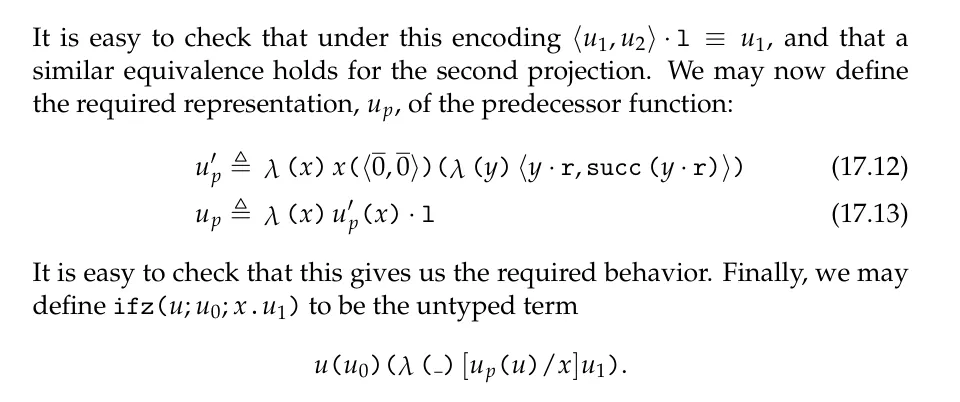 It is easy to check that under this encoding ⟨u₁, u₂⟩ · l ≡ u₁, and that a
similar equivalence holds for the second projection. We may now define
the required representation, uₚ, of the predecessor function:
u′ₚ ≜ λ (x) x(⟨0̅, 0̅⟩)(λ (y) ⟨y · r, succ (y · r)⟩) (17.12)
uₚ ≜ λ (x) u′ₚ(x) · l (17.13)
It is easy to check that this gives us the required behavior. Finally, we may
define ifz(u; u₀; x . u₁) to be the untyped term
u(u₀)(λ (_) [uₚ(u)/x]u₁).